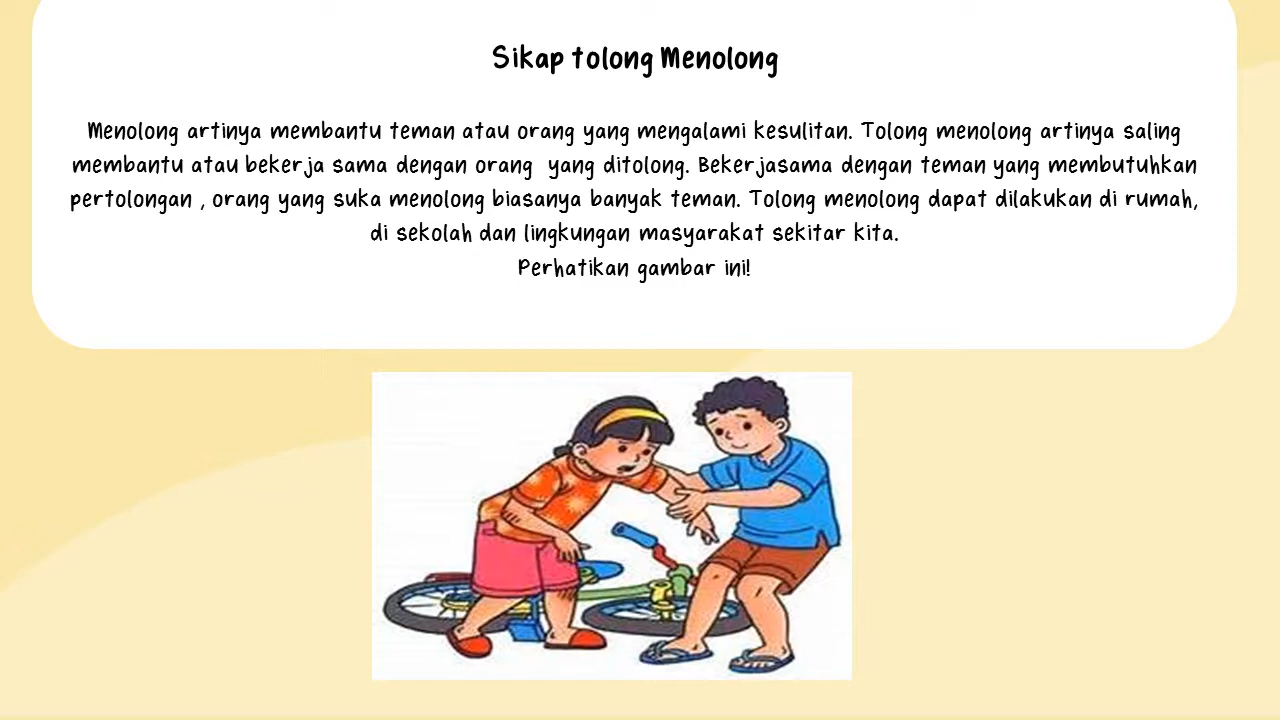 Sikap tolong Menolong
Menolong artinya membantu teman atau orang yang mengalami kesulitan. Tolong menolong artinya saling
membantu atau bekerja sama dengan orang  yang ditolong. Bekerjasama dengan teman yang membutuhkan
pertolongan , orang yang suka menolong biasanya banyak teman. Tolong menolong dapat dilakukan di rumah,
di sekolah dan lingkungan masyarakat sekitar kita.
Perhatikan gambar ini!